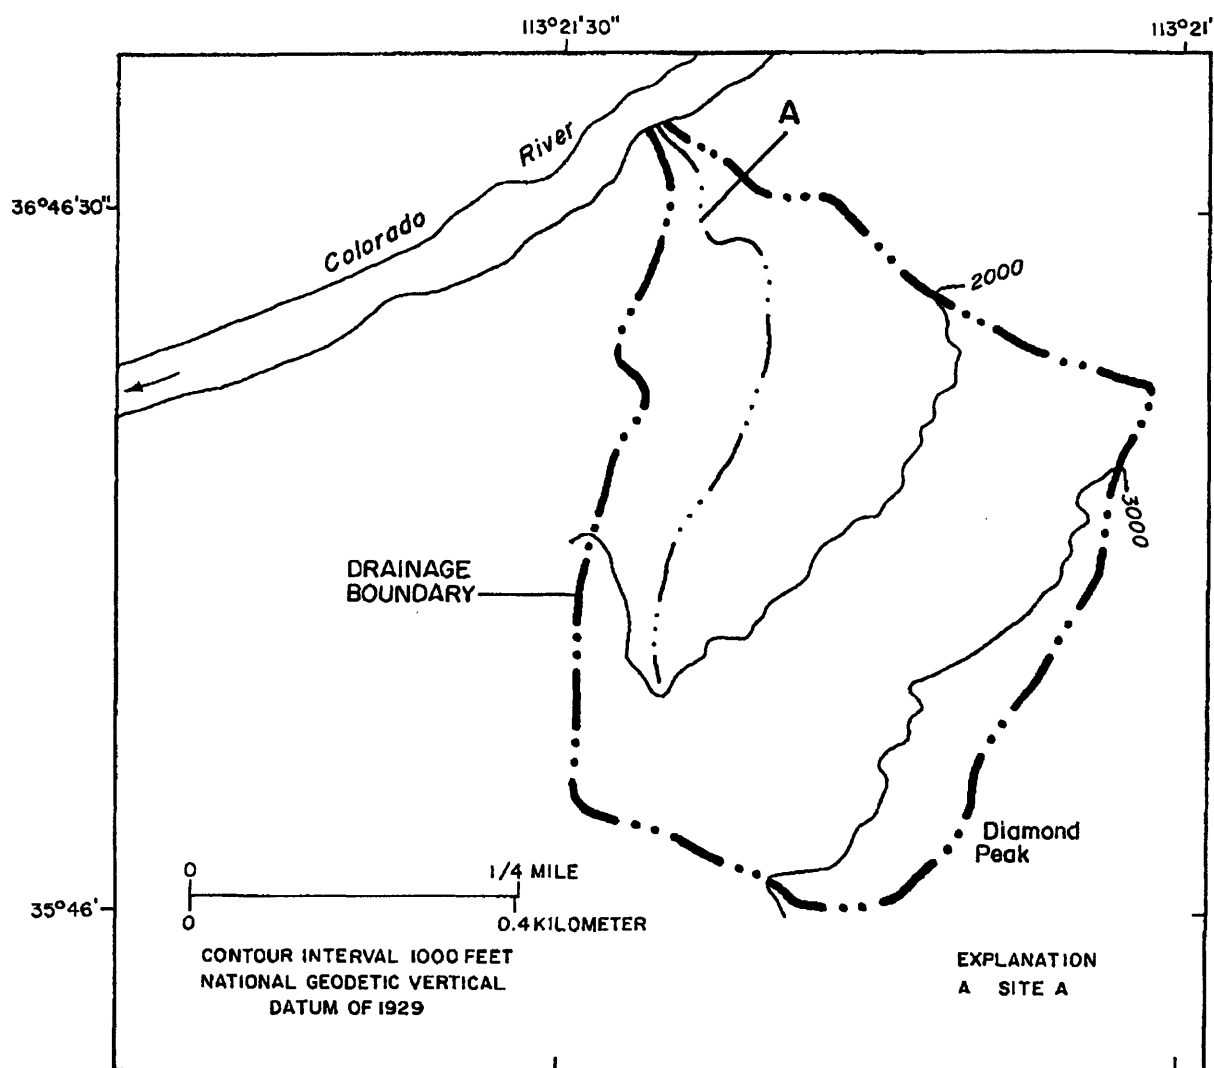 113°21'30"
113°21'
A
River
Colorado
36°46'30"
2000
3000
DRAINAGE
BOUNDARY
Diamond
Peak
0 1/4 MILE
35°46'
0 0.4 KILOMETER
CONTOUR INTERVAL 1000 FEET
NATIONAL GEODETIC VERTICAL
DATUM OF 1929
EXPLANATION
A SITE A